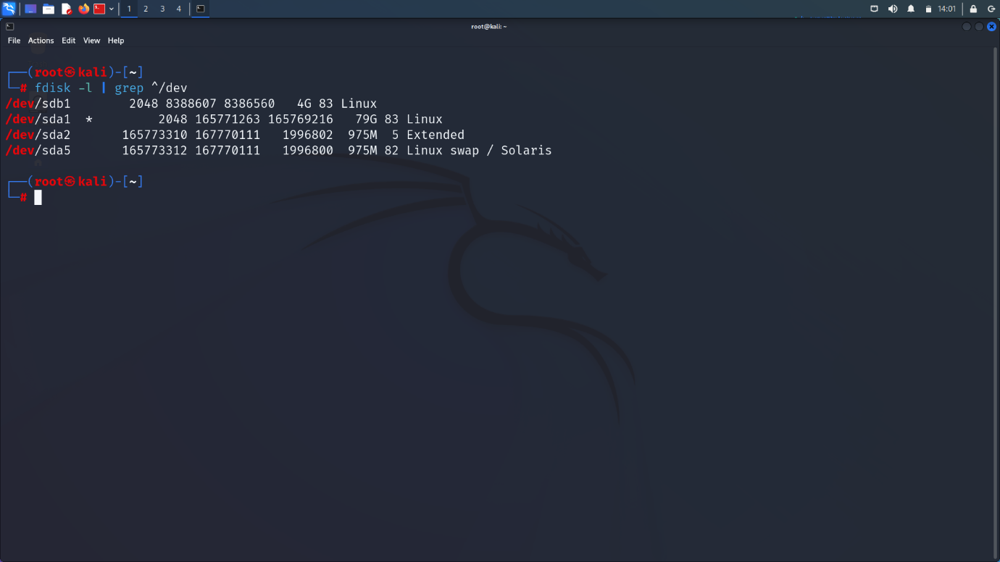 1 2 3 4 14:01
root@kali: ~
File Actions Edit View Help
┌──(root㉿kali)-[~]
└─# fdisk -l | grep ^/dev
/dev/sdb1 2048 8388607 8386560 4G 83 Linux
/dev/sda1 * 2048 165771263 165769216 79G 83 Linux
/dev/sda2 165773310 167770111 1996802 975M 5 Extended
/dev/sda5 165773312 167770111 1996800 975M 82 Linux swap / Solaris
┌──(root㉿kali)-[~]
└─#